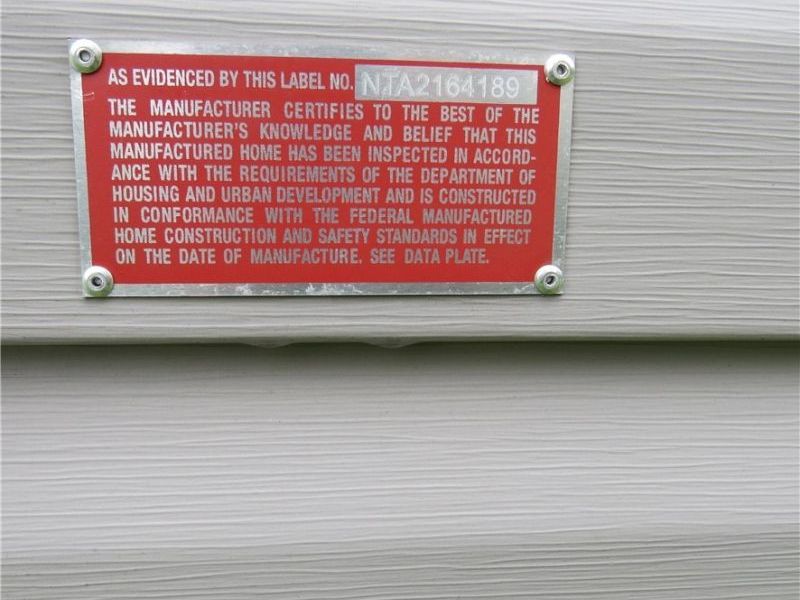 AS EVIDENCED BY THIS LABEL NO. NTA2164189
THE MANUFACTURER CERTIFIES TO THE BEST OF THE
MANUFACTURER'S KNOWLEDGE AND BELIEF THAT THIS
MANUFACTURED HOME HAS BEEN INSPECTED IN ACCORD-
ANCE WITH THE REQUIREMENTS OF THE DEPARTMENT OF
HOUSING AND URBAN DEVELOPMENT AND IS CONSTRUCTED
IN CONFORMANCE WITH THE FEDERAL MANUFACTURED
HOME CONSTRUCTION AND SAFETY STANDARDS IN EFFECT
ON THE DATE OF MANUFACTURE. SEE DATA PLATE.